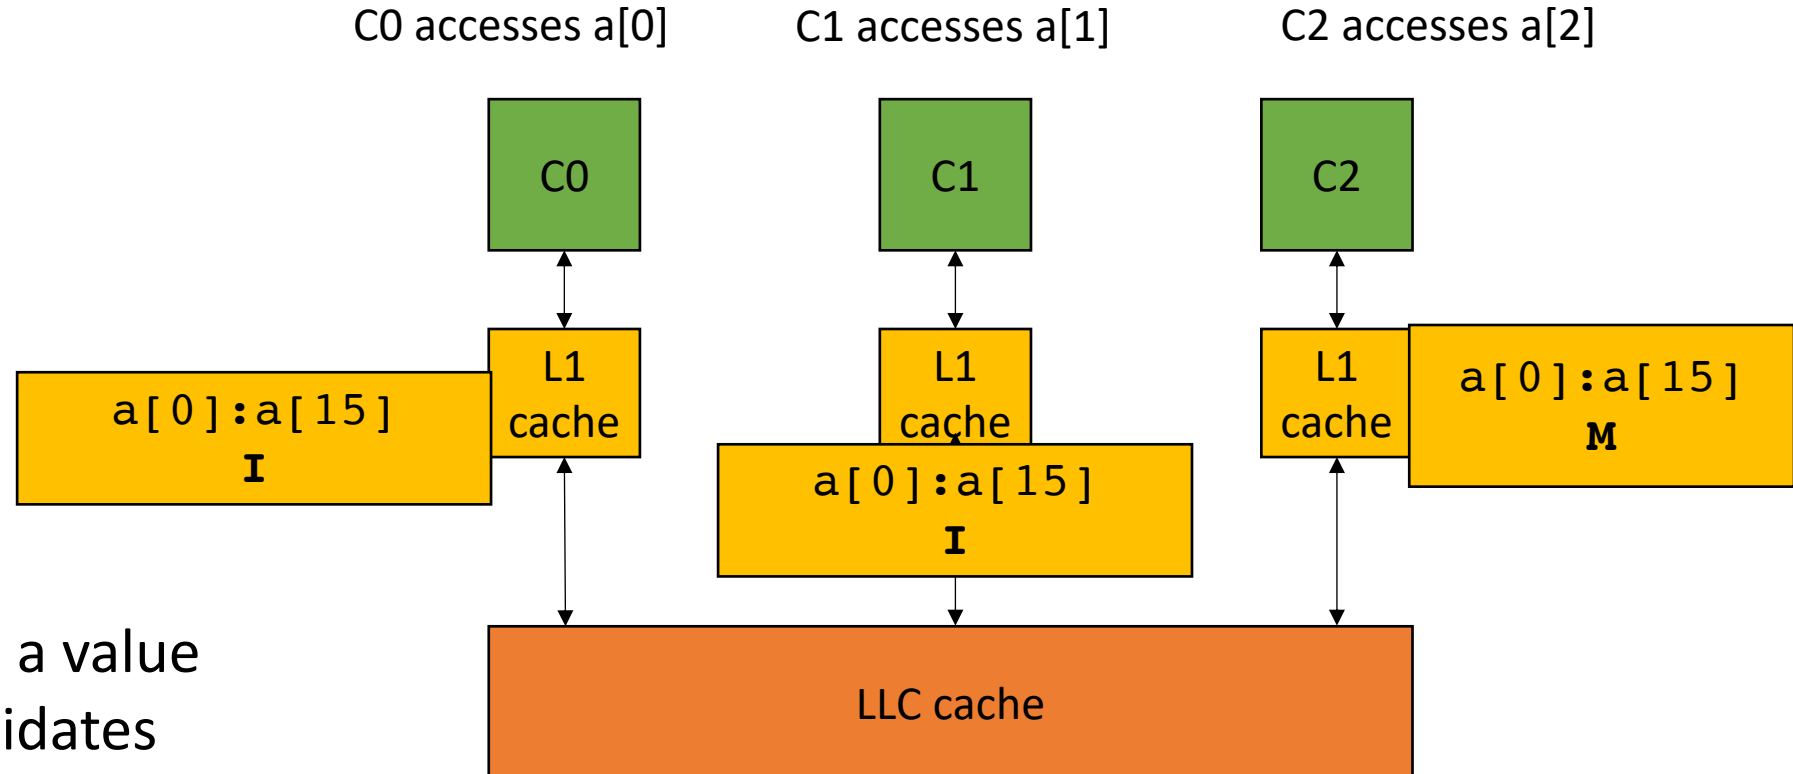 C0 accesses a[0]
C1 accesses a[1]
C2 accesses a[2]
C0
C1
C2
L1
cache
L1
cache
L1
cache
a[0]:a[15]
I
a[0]:a[15]
I
a[0]:a[15]
M
a value
idates
LLC cache